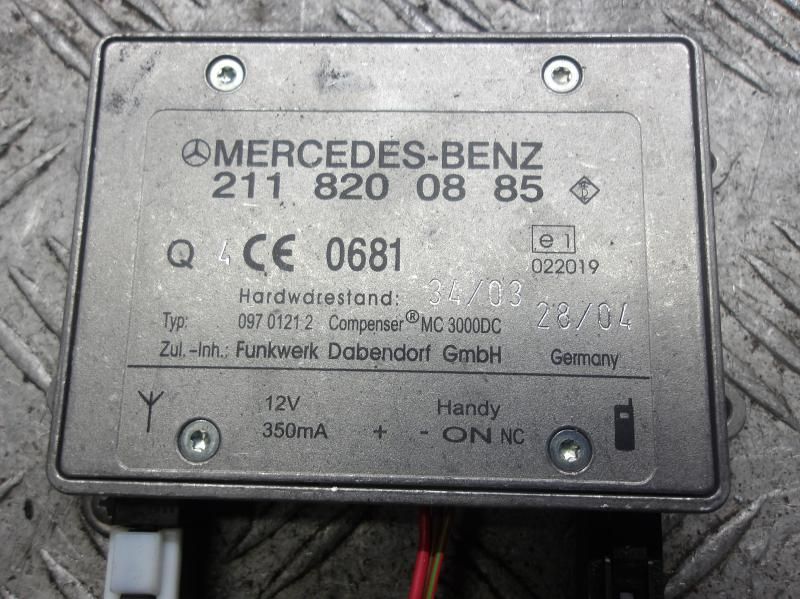 MERCEDES-BENZ
211 820 08 85
Q 4 CE 0681
e1
022019
Hardwarestand: 34/03
28/04
Typ: 097 0121 2 Compenser® MC 3000DC
Zul.-Inh.: Funkwerk Dabendorf GmbH Germany
12V Handy
350mA + - ON NC